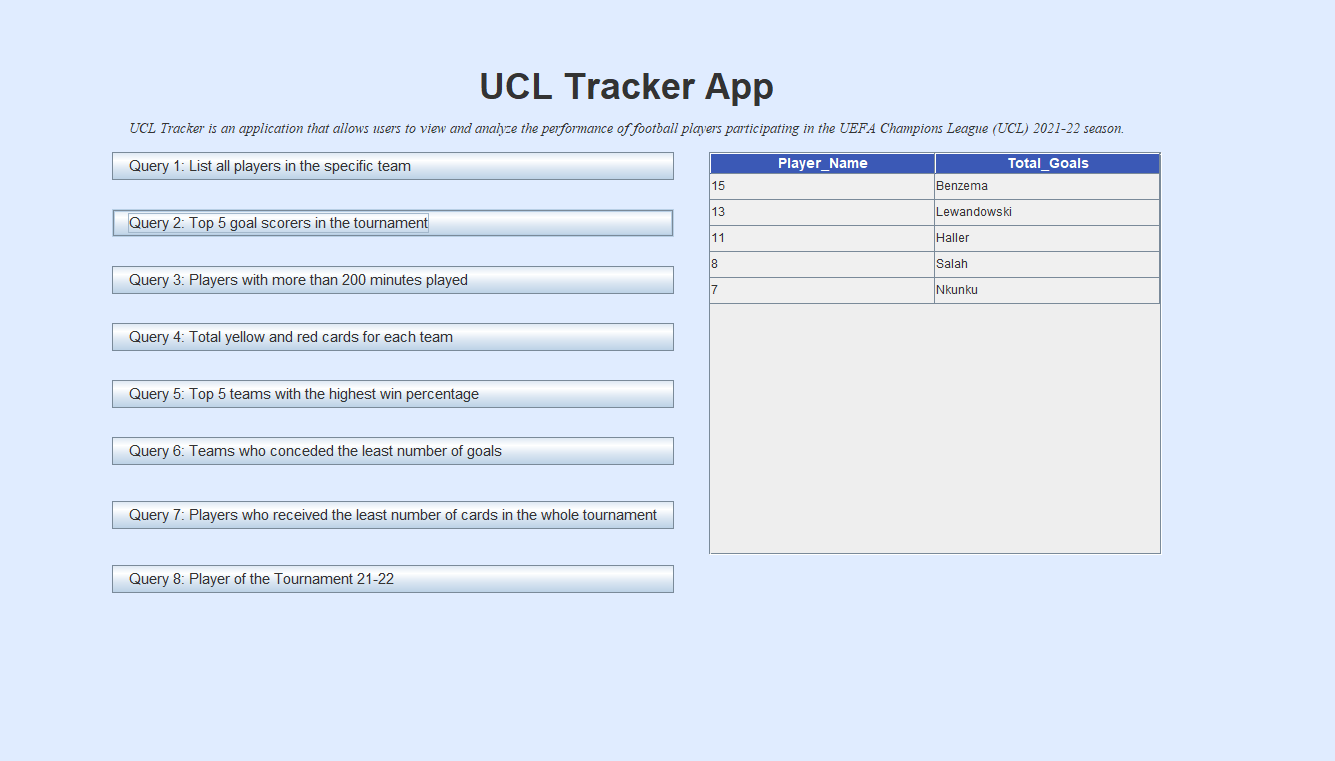 UCL Tracker App
UCL Tracker is an application that allows users to view and analyze the performance of football players participating in the UEFA Champions League (UCL) 2021-22 season.
Query 1: List all players in the specific team
Query 2: Top 5 goal scorers in the tournament
Query 3: Players with more than 200 minutes played
Query 4: Total yellow and red cards for each team
Query 5: Top 5 teams with the highest win percentage
Query 6: Teams who conceded the least number of goals
Query 7: Players who received the least number of cards in the whole tournament
Query 8: Player of the Tournament 21-22
Player_Name Total_Goals
15 Benzema
13 Lewandowski
11 Haller
8 Salah
7 Nkunku